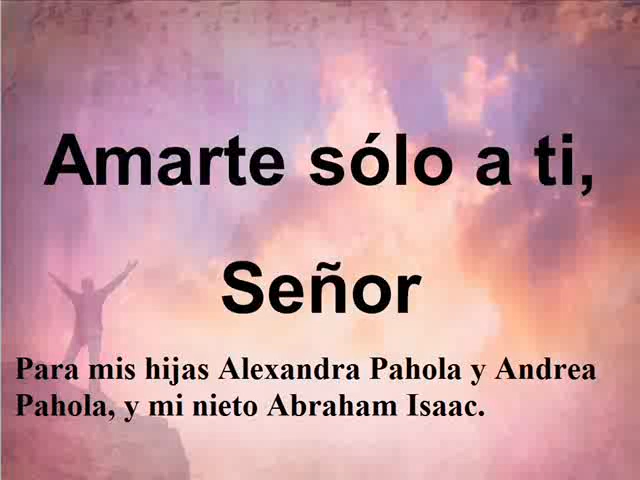 Amarte sólo a ti,
Señor
Para mis hijas Alexandra Pahola y Andrea
Pahola, y mi nieto Abraham Isaac.